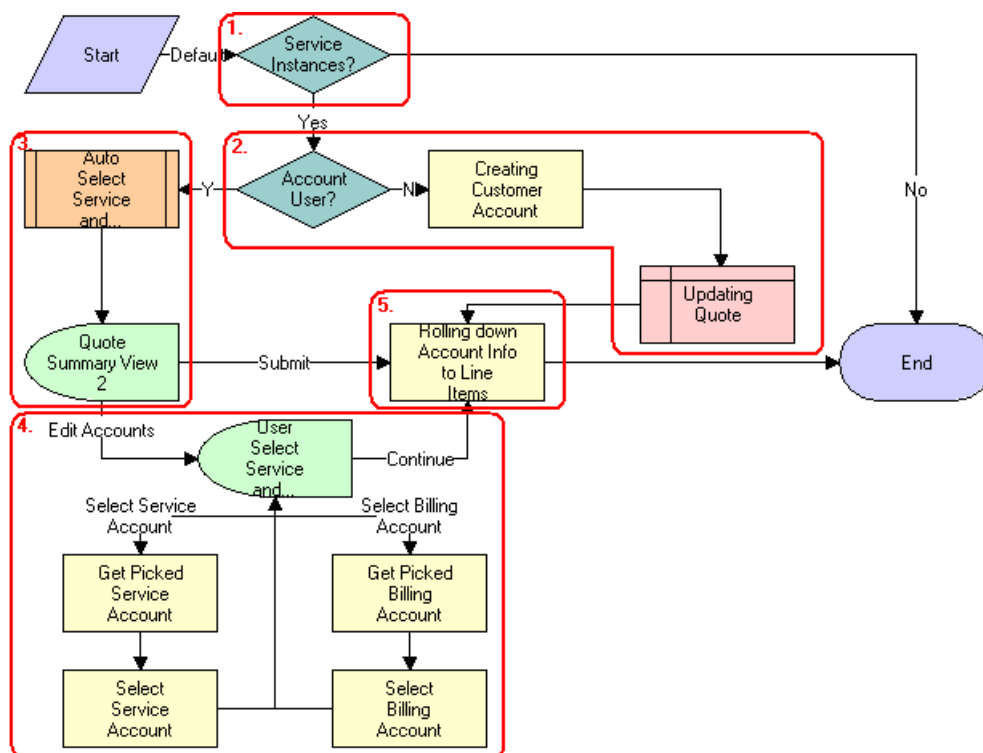 1.
Start
Default
Service
Instances?
Yes
3.
2.
Auto
Select
Service
and...
Y
Account
User?
N
Creating
Customer
Account
No
Updating
Quote
5.
Quote
Summary View
2
Submit
Rolling down
Account Info
to Line
Items
End
4.
Edit Accounts
User
Select
Service
and...
Continue
Select Service
Account
Select Billing
Account
Get Picked
Service
Account
Get Picked
Billing
Account
Select
Service
Account
Select
Billing
Account